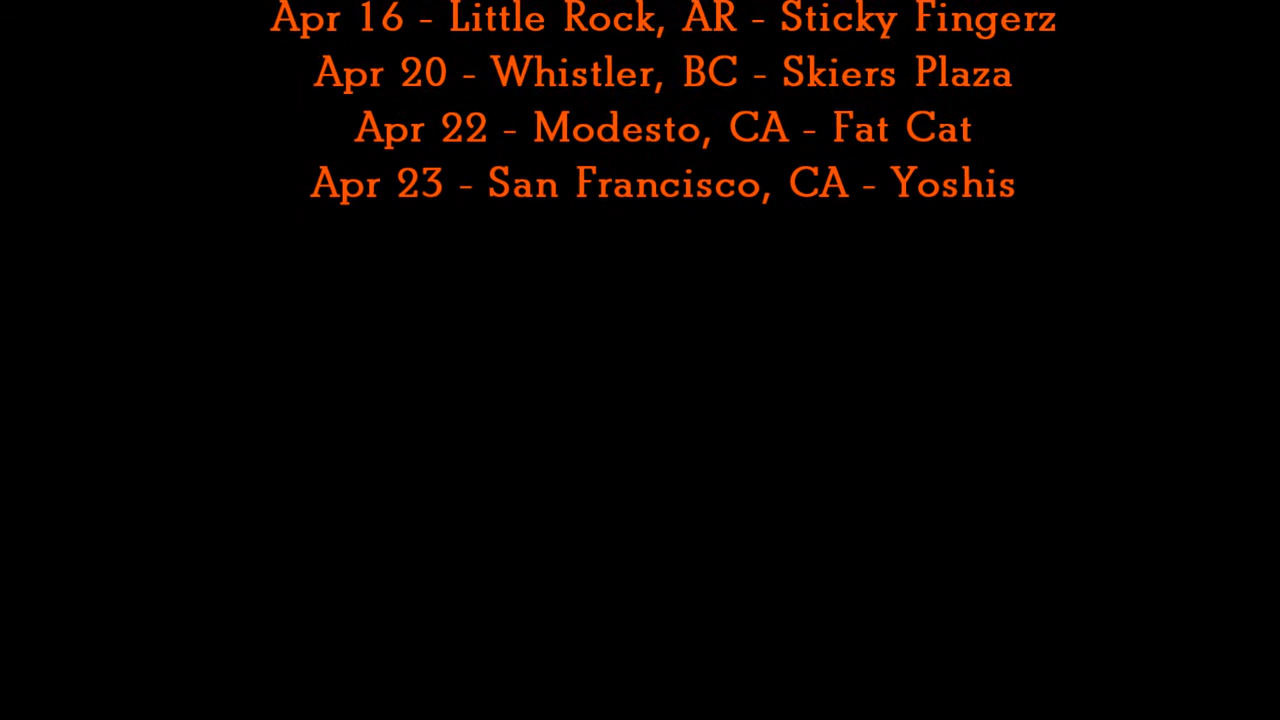 Apr 16 - Little Rock, AR - Sticky Fingerz
Apr 20 - Whistler, BC - Skiers Plaza
Apr 22 - Modesto, CA - Fat Cat
Apr 23 - San Francisco, CA - Yoshis